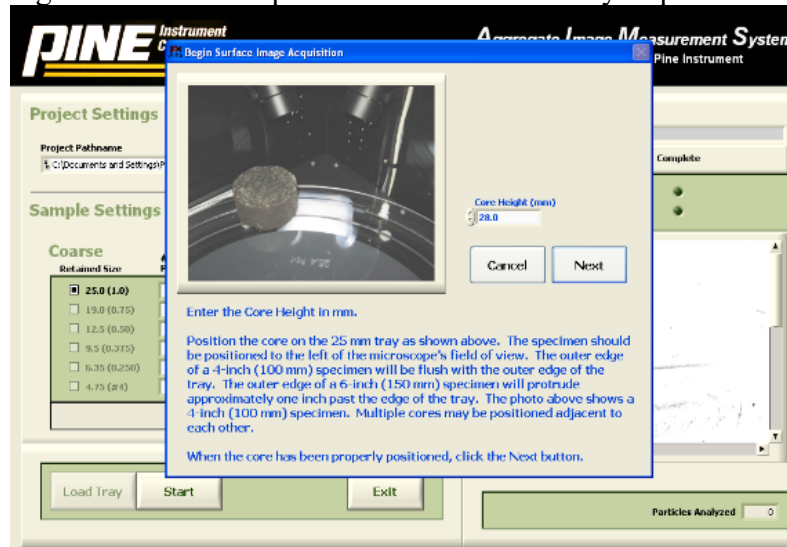 PINE Instrument
Aggregate Image Measurement System
Pine Instrument
Begin Surface Image Acquisition
Project Settings
Project Pathname
Complete
Sample Settings
Core Height (mm)
28.0
Cancel Next
Coarse
Retained Size
25.0 (1.0)
19.0 (0.75)
12.5 (0.50)
9.5 (0.375)
6.35 (0.250)
4.75 (#4)
Enter the Core Height in mm.
Position the core on the 25 mm tray as shown above. The specimen should
be positioned to the left of the microscope's field of view. The outer edge
of a 4-inch (100 mm) specimen will be flush with the outer edge of the
tray. The outer edge of a 6-inch (150 mm) specimen will protrude
approximately one inch past the edge of the tray. The photo above shows a
4-inch (100 mm) specimen. Multiple cores may be positioned adjacent to
each other.
When the core has been properly positioned, click the Next button.
Load Tray Start Exit
Particles Analyzed 0